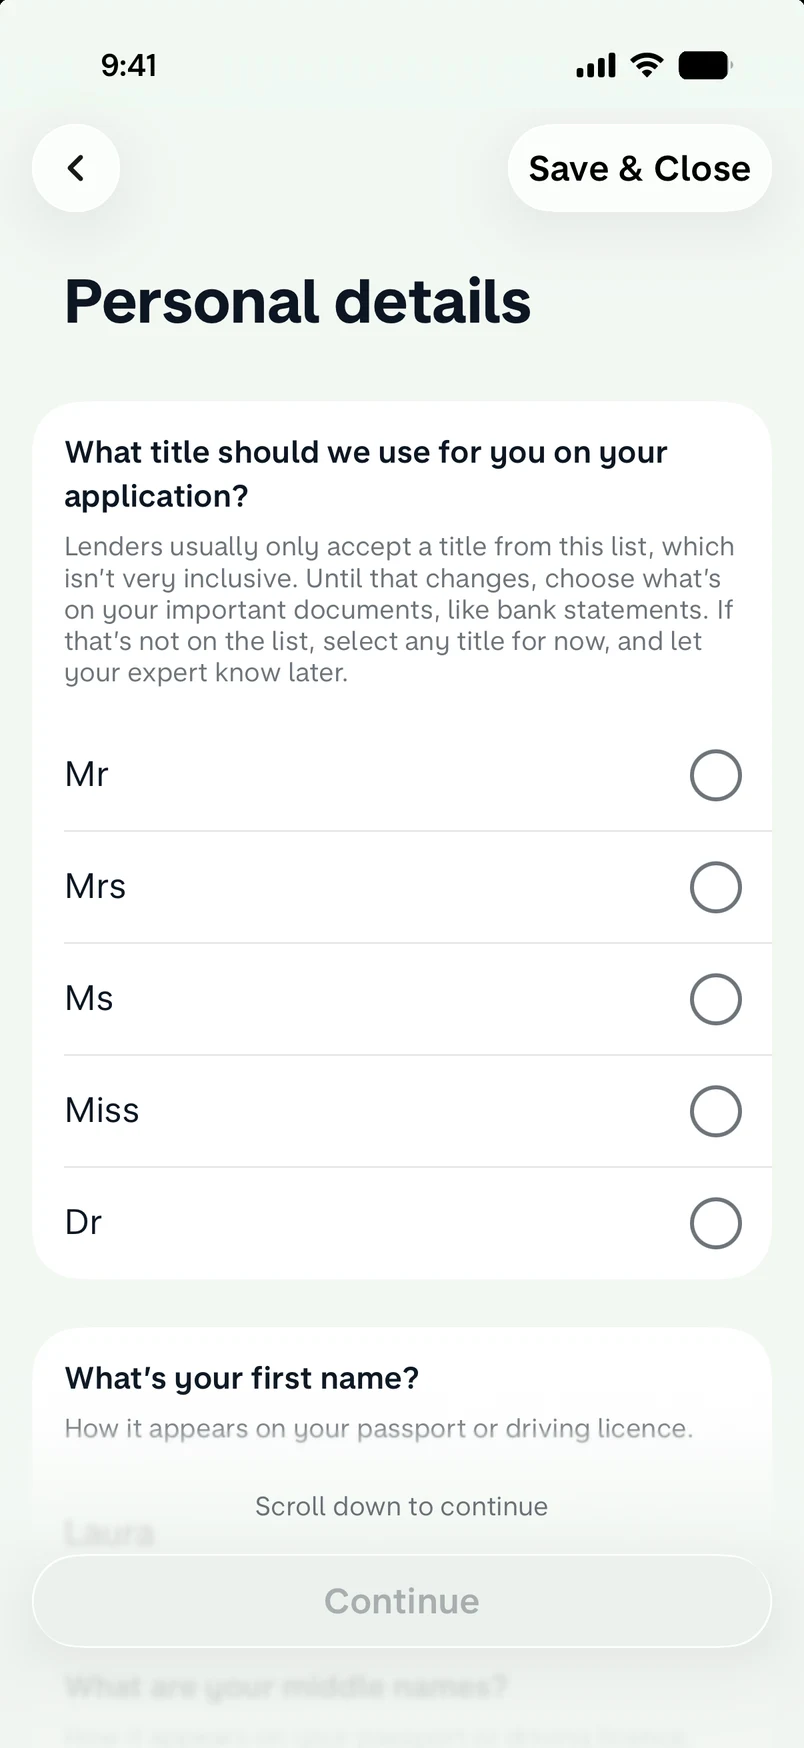 9:41
Save & Close
Personal details
What title should we use for you on your
application?
Lenders usually only accept a title from this list, which
isn’t very inclusive. Until that changes, choose what’s
on your important documents, like bank statements. If
that’s not on the list, select any title for now, and let
your expert know later.
Mr
Mrs
Ms
Miss
Dr
What’s your first name?
How it appears on your passport or driving licence.
Scroll down to continue
Laura
Continue
What are your middle names?